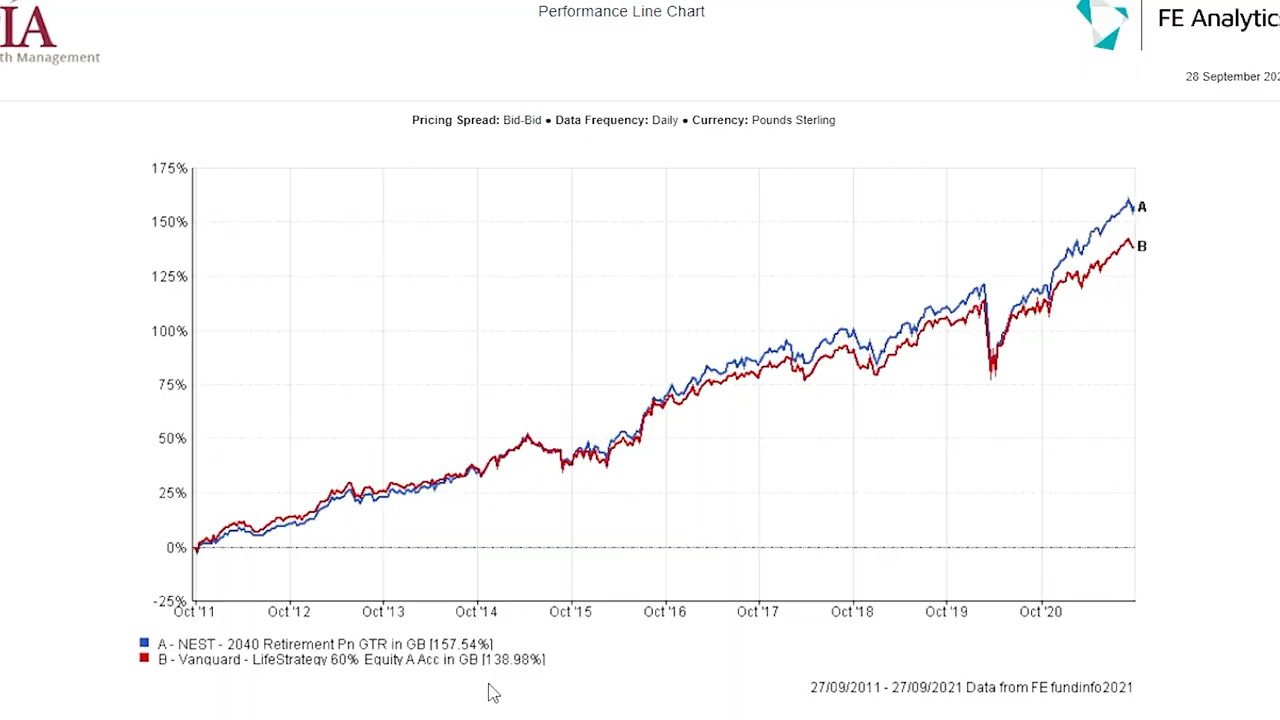 Performance Line Chart
ÍA
th Management
FE Analytic
28 September 202
Pricing Spread: Bid-Bid ● Data Frequency: Daily ● Currency: Pounds Sterling
175%
150%
125%
100%
75%
50%
25%
0%
-25%
A
B
Oct '11 Oct '12 Oct '13 Oct '14 Oct '15 Oct '16 Oct '17 Oct '18 Oct '19 Oct '20
A - NEST - 2040 Retirement Pn GTR in GB [157.54%]
B - Vanguard - LifeStrategy 60% Equity A Acc in GB [138.98%]
27/09/2011 - 27/09/2021 Data from FE fundinfo2021